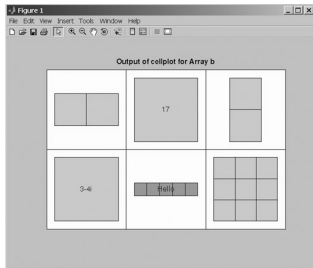 Figure 1
File Edit View Insert Tools Window Help
Output of cellplot for Array b
17
3-4i
Hello